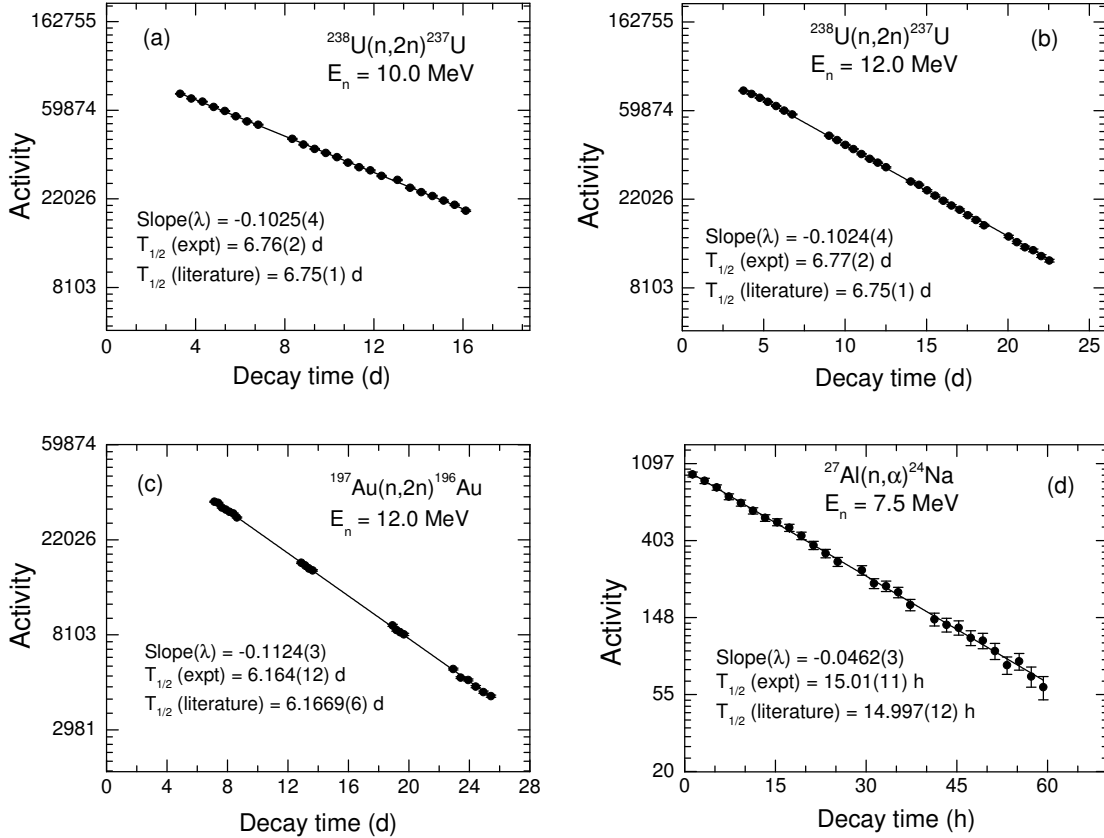 (a)
²³⁸U(n,2n)²³⁷U
Eₙ = 10.0 MeV
162755
59874
22026
8103
Activity
Slope(λ) = -0.1025(4)
T₁/₂ (expt) = 6.76(2) d
T₁/₂ (literature) = 6.75(1) d
0 4 8 12 16
Decay time (d)
²³⁸U(n,2n)²³⁷U
(b)
Eₙ = 12.0 MeV
162755
59874
22026
8103
Activity
Slope(λ) = -0.1024(4)
T₁/₂ (expt) = 6.77(2) d
T₁/₂ (literature) = 6.75(1) d
0 5 10 15 20 25
Decay time (d)
(c)
¹⁹⁷Au(n,2n)¹⁹⁶Au
Eₙ = 12.0 MeV
59874
22026
8103
2981
Activity
Slope(λ) = -0.1124(3)
T₁/₂ (expt) = 6.164(12) d
T₁/₂ (literature) = 6.1669(6) d
0 4 8 12 16 20 24 28
Decay time (d)
²⁷Al(n,α)²⁴Na
(d)
Eₙ = 7.5 MeV
1097
403
148
55
20
Activity
Slope(λ) = -0.0462(3)
T₁/₂ (expt) = 15.01(11) h
T₁/₂ (literature) = 14.997(12) h
0 15 30 45 60
Decay time (h)